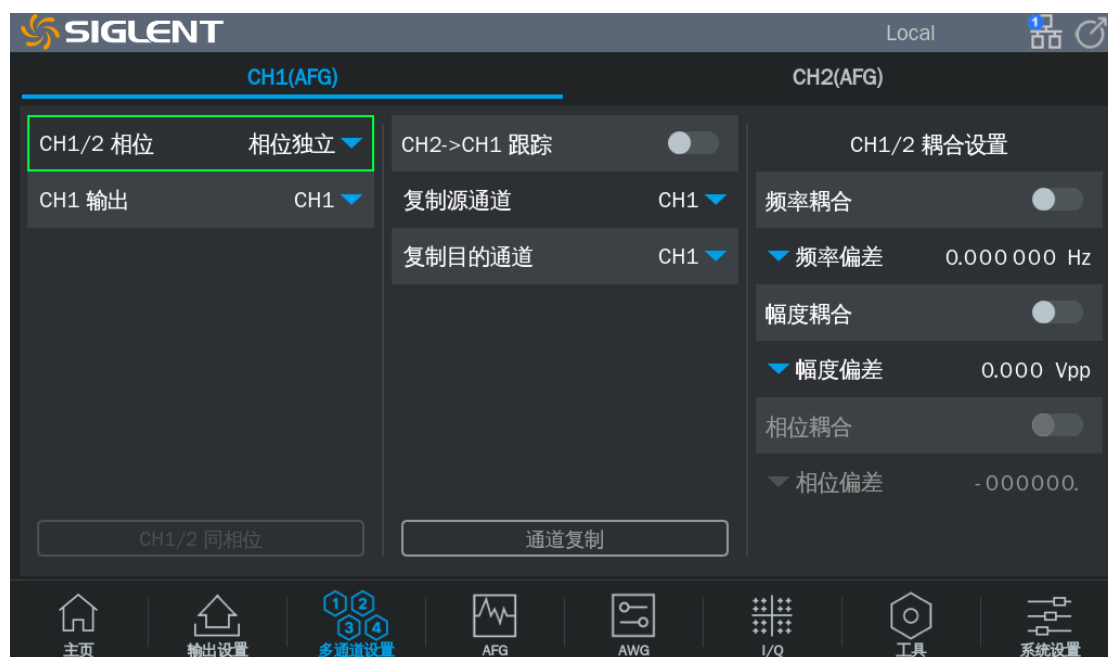 SIGLENT
Local
1
CH1(AFG)
CH2(AFG)
CH1/2 相位 相位独立
CH1 输出 CH1
CH1/2 同相位
CH2->CH1 跟踪
复制源通道 CH1
复制目的通道 CH1
通道复制
CH1/2 耦合设置
频率耦合
频率偏差 0.000 000 Hz
幅度耦合
幅度偏差 0.000 Vpp
相位耦合
相位偏差 -000000.
主页
输出设置
1 2
3 4
多通道设置
AFG
AWG
I/Q
工具
系统设置